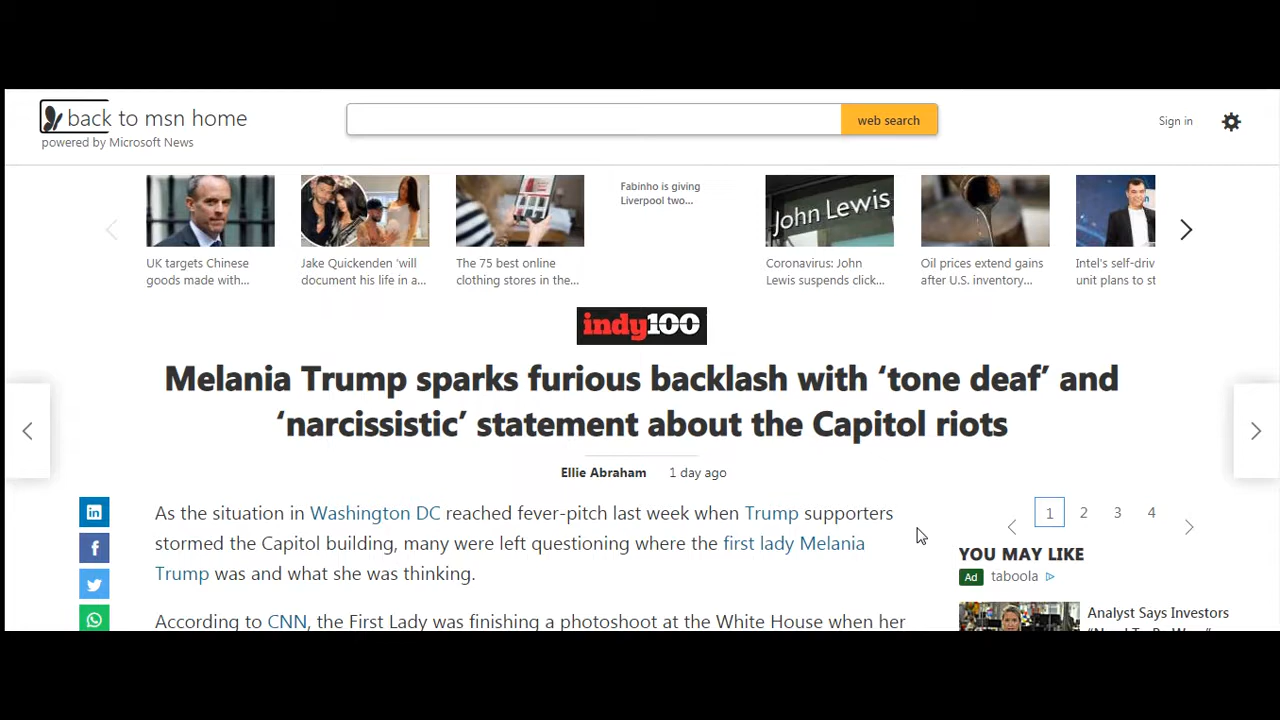 back to msn home
powered by Microsoft News
web search
Sign in
Fabinho is giving
Liverpool two...
John Lewis
UK targets Chinese
goods made with...
Jake Quickenden 'will
document his life in a...
The 75 best online
clothing stores in the...
Coronavirus: John
Lewis suspends click...
Oil prices extend gains
after U.S. inventory...
Intel's self-driv
unit plans to st
indy100
Melania Trump sparks furious backlash with ‘tone deaf’ and
‘narcissistic’ statement about the Capitol riots
Ellie Abraham 1 day ago
As the situation in Washington DC reached fever-pitch last week when Trump supporters
stormed the Capitol building, many were left questioning where the first lady Melania
Trump was and what she was thinking.
According to CNN, the First Lady was finishing a photoshoot at the White House when her
1 2 3 4
YOU MAY LIKE
Ad taboola
Analyst Says Investors